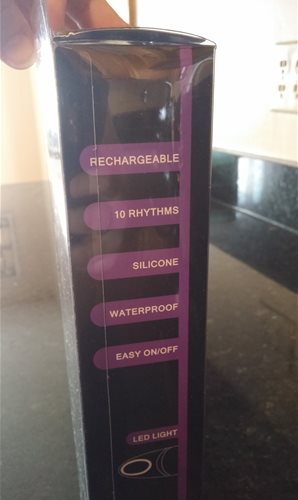 RECHARGEABLE
10 RHYTHMS
SILICONE
WATERPROOF
EASY ON/OFF
LED LIGHT